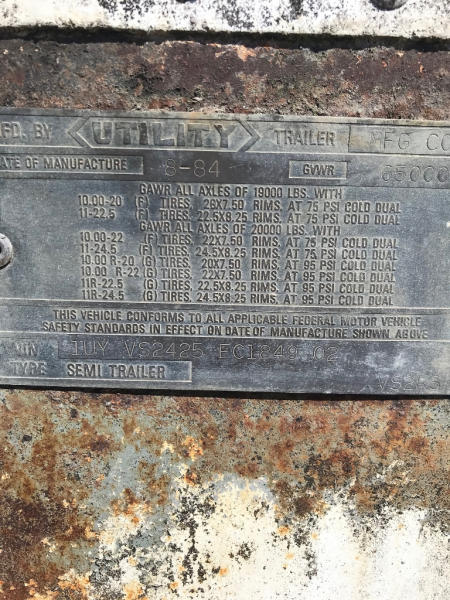 MFD. BY UTILITY TRAILER MFG CO
DATE OF MANUFACTURE 8-84 GVWR 65000
GAWR ALL AXLES OF 19000 LBS. WITH
10.00-20 (F) TIRES, 20X7.50 RIMS, AT 75 PSI COLD DUAL
11-22.5 (F) TIRES, 22.5X8.25 RIMS, AT 75 PSI COLD DUAL
GAWR ALL AXLES OF 20000 LBS. WITH
10.00-22 (F) TIRES, 22X7.50 RIMS, AT 75 PSI COLD DUAL
11-24.5 (F) TIRES, 24.5X8.25 RIMS, AT 75 PSI COLD DUAL
10.00 R-20 (G) TIRES, 20X7.50 RIMS, AT 95 PSI COLD DUAL
10.00 R-22 (G) TIRES, 22X7.50 RIMS, AT 95 PSI COLD DUAL
11R-22.5 (G) TIRES, 22.5X8.25 RIMS, AT 95 PSI COLD DUAL
11R-24.5 (G) TIRES, 24.5X8.25 RIMS, AT 95 PSI COLD DUAL
THIS VEHICLE CONFORMS TO ALL APPLICABLE FEDERAL MOTOR VEHICLE
SAFETY STANDARDS IN EFFECT ON DATE OF MANUFACTURE SHOWN ABOVE
VIN 1UY VS2425 FC1849 02
TYPE SEMI TRAILER